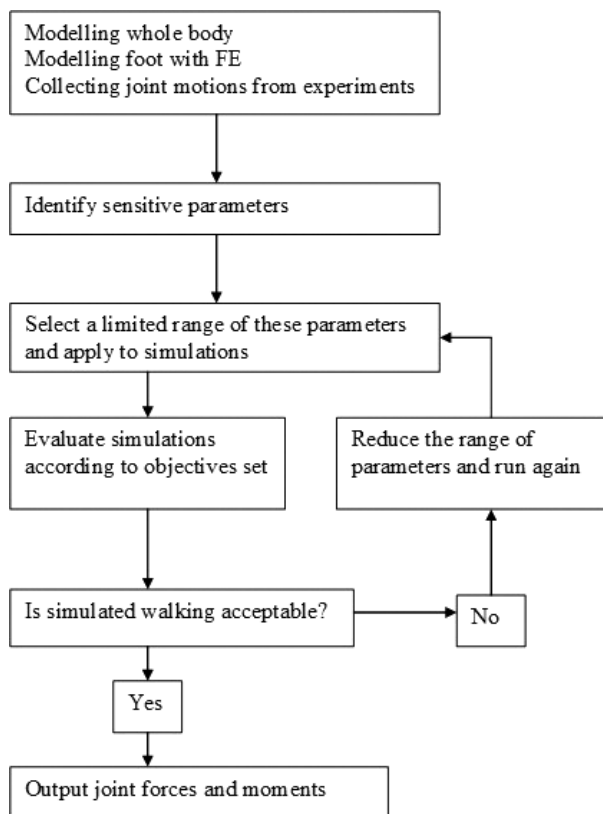 Modelling whole body
Modelling foot with FE
Collecting joint motions from experiments
Identify sensitive parameters
Select a limited range of these parameters
and apply to simulations
Evaluate simulations
according to objectives set
Reduce the range of
parameters and run again
Is simulated walking acceptable?
No
Yes
Output joint forces and moments